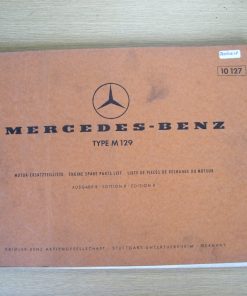 10 127
MERCEDES-BENZ
TYPE M 129
MOTOR-ERSATZTEILLISTE · ENGINE SPARE PARTS LIST · LISTE DE PIECES DE RECHANGE DU MOTEUR
AUSGABE B · EDITION B · EDITION B
DAIMLER-BENZ AKTIENGESELLSCHAFT · STUTTGART-UNTERTURKHEIM · GERMANY